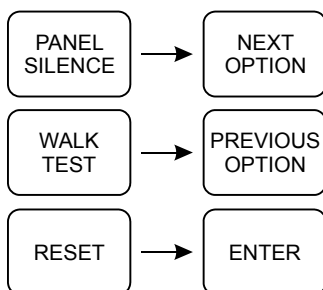 PANEL
SILENCE
NEXT
OPTION
WALK
TEST
PREVIOUS
OPTION
RESET
ENTER